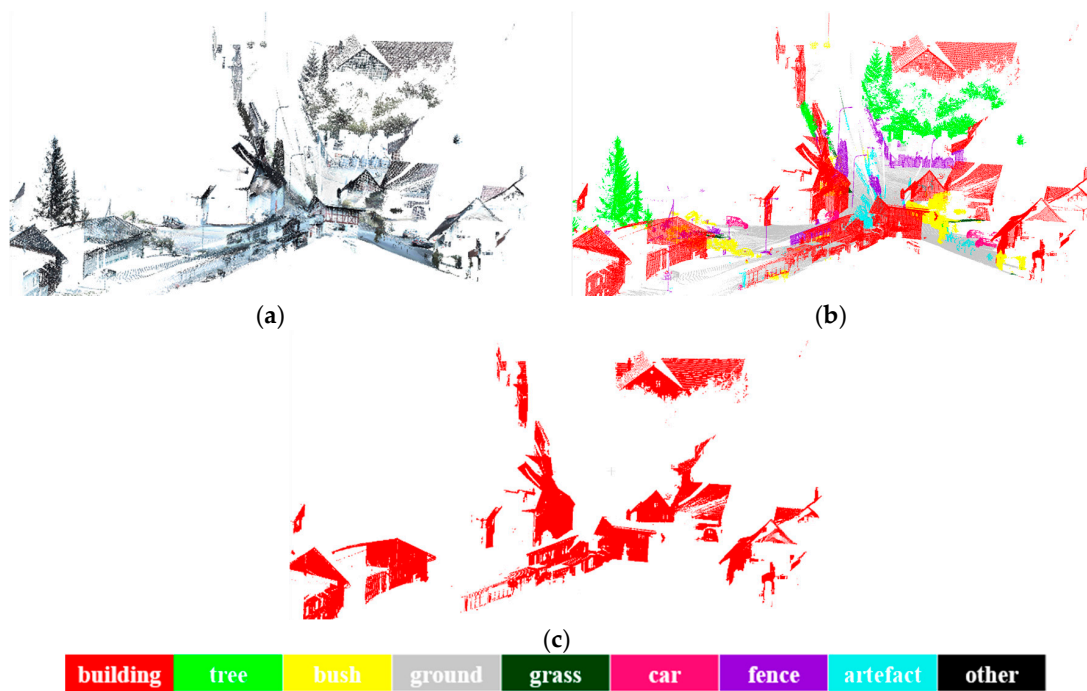 (a) (b)
(c)
building tree bush ground grass car fence artefact other